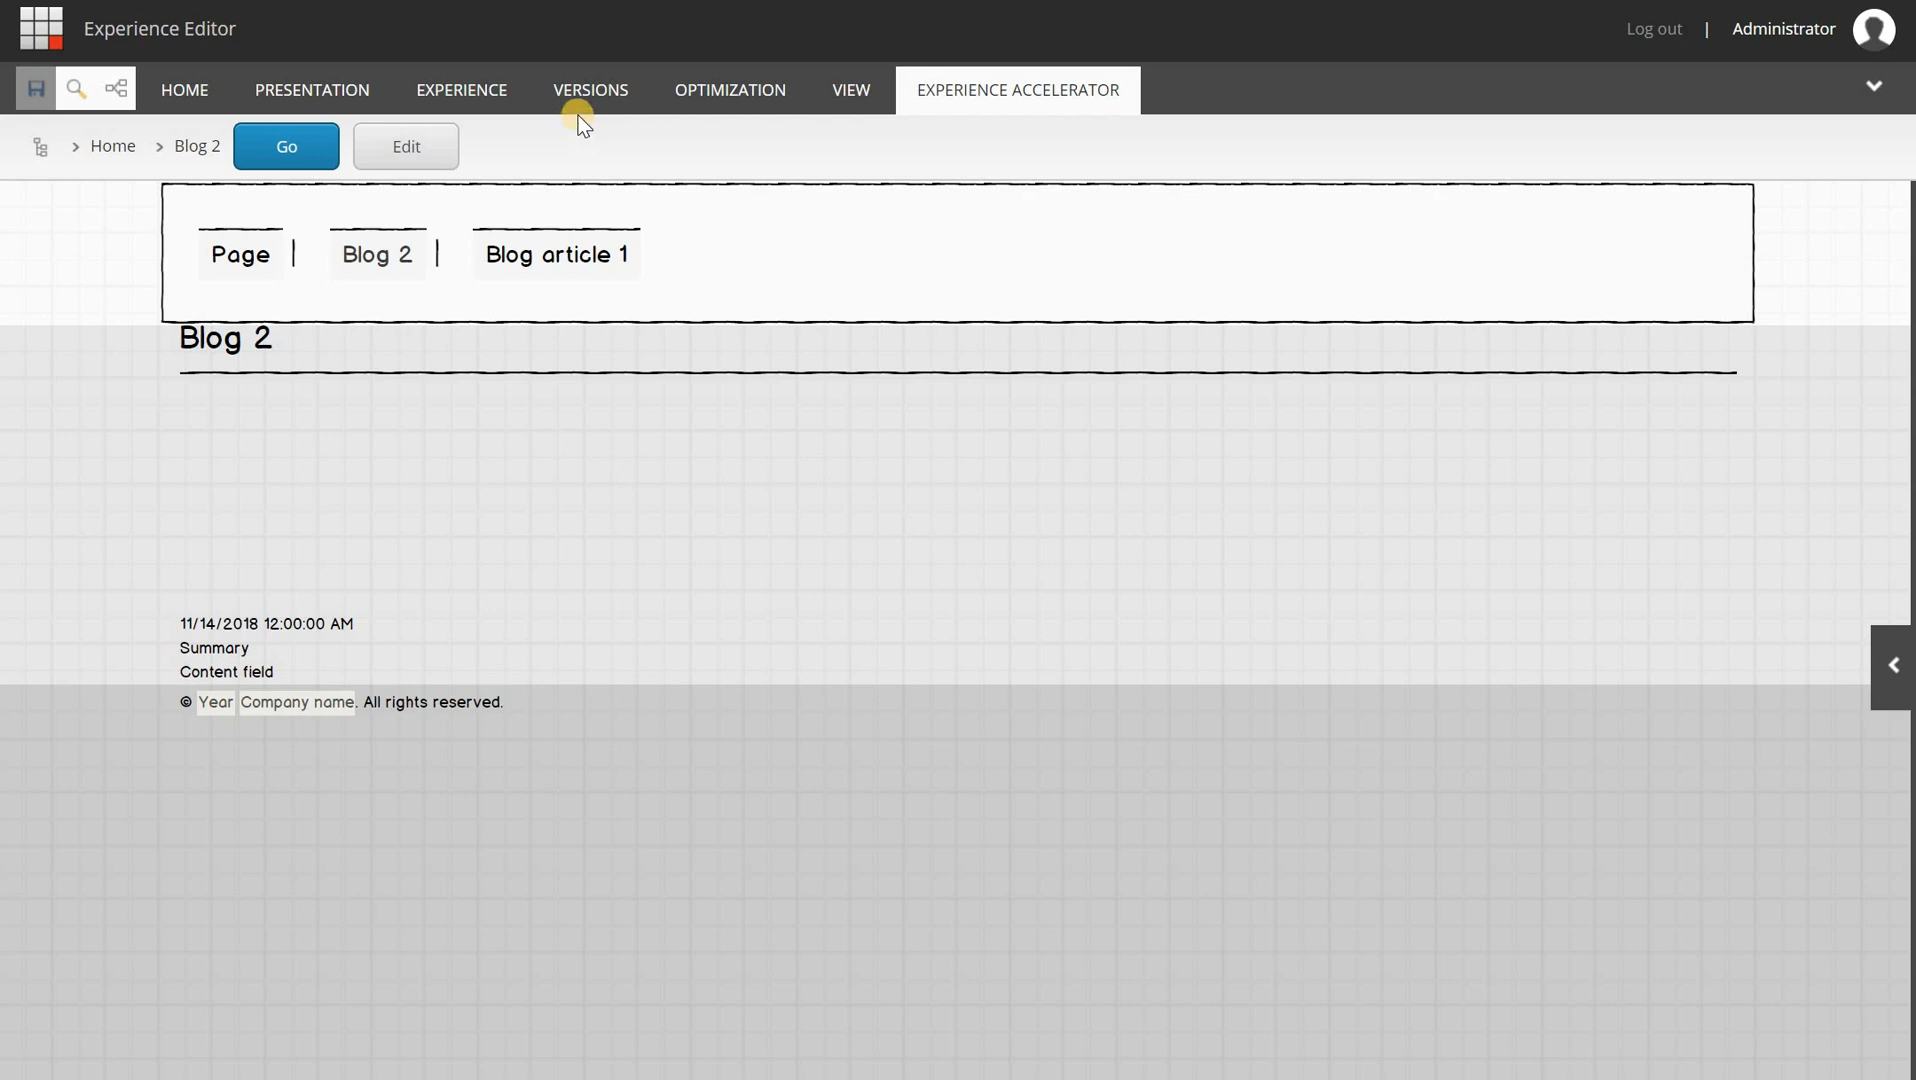 Experience Editor
Log out | Administrator
HOME PRESENTATION EXPERIENCE VERSIONS OPTIMIZATION VIEW EXPERIENCE ACCELERATOR
Home Blog 2 Go Edit
Page | Blog 2 | Blog article 1
Blog 2
11/14/2018 12:00:00 AM
Summary
Content field
© Year Company name. All rights reserved.